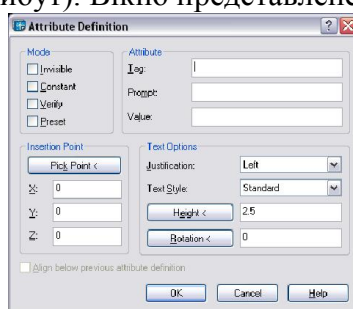 Вікно представлене
Attribute Definition
Mode
Invisible
Constant
Verify
Preset
Attribute
Tag:
Prompt:
Value:
Insertion Point
Pick Point <
X: 0
Y: 0
Z: 0
Text Options
Justification: Left
Text Style: Standard
Height < 2.5
Rotation < 0
Align below previous attribute definition
OK Cancel Help